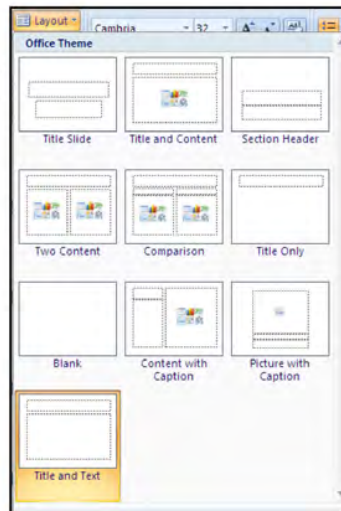 Layout
Cambria 32 A A Aa
Office Theme
Title Slide Title and Content Section Header
Two Content Comparison Title Only
Blank Content with Caption Picture with Caption
Title and Text